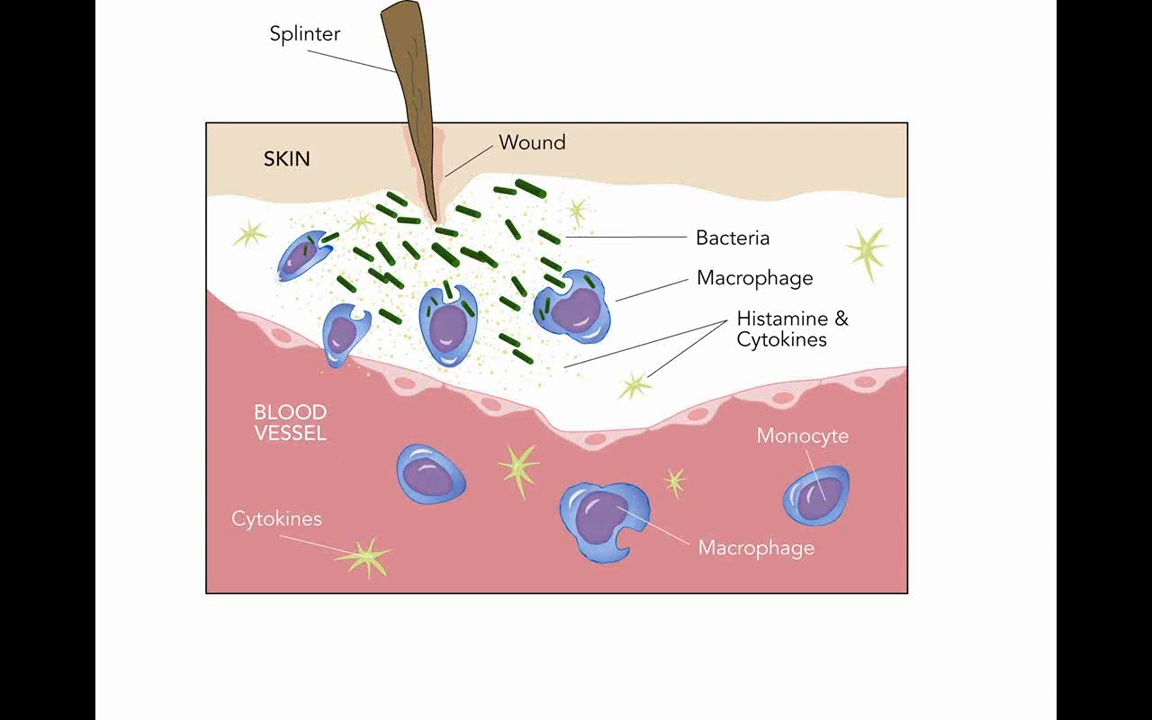 Splinter
Wound
SKIN
Bacteria
Macrophage
Histamine &
Cytokines
BLOOD
VESSEL
Monocyte
Cytokines
Macrophage